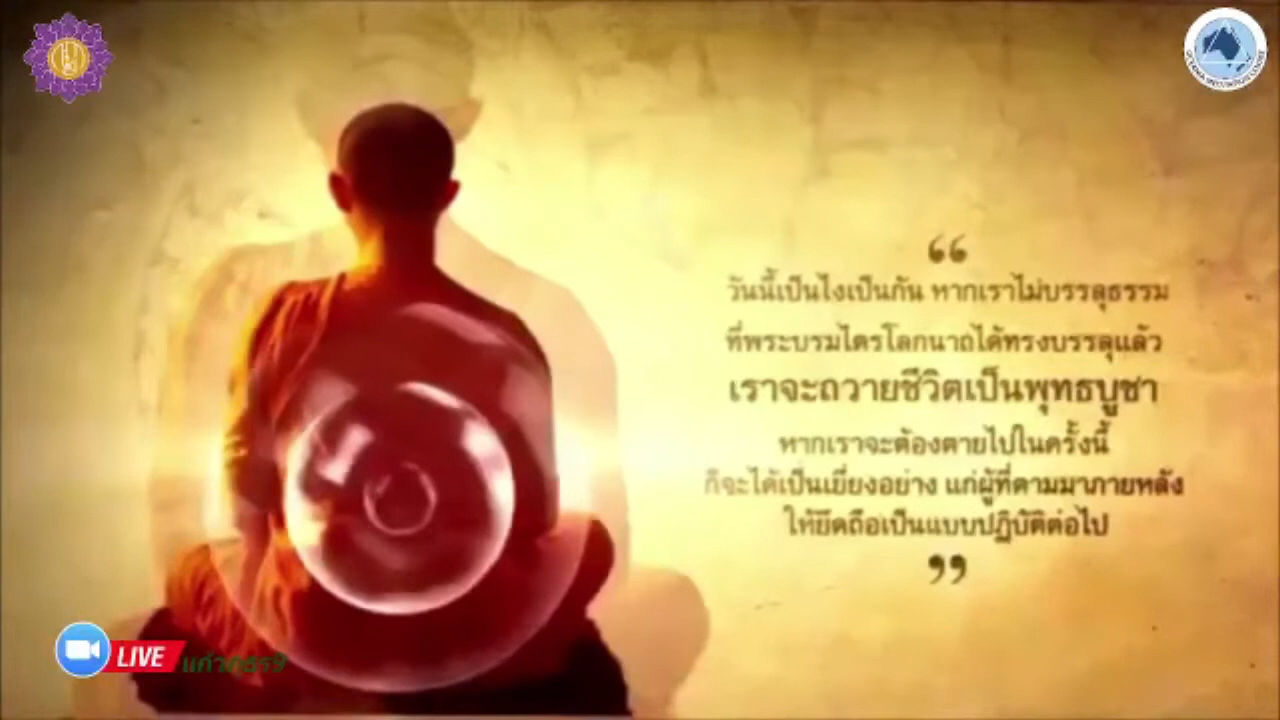 “
วันนี้เป็นไงเป็นกัน หากเราไม่บรรลุธรรม
ที่พระบรมไตรโลกนาถได้ทรงบรรลุแล้ว
เราจะถวายชีวิตเป็นพุทธบูชา
หากเราจะต้องตายไปในครั้งนี้
ก็จะได้เป็นเยี่ยงอย่าง แก่ผู้ที่ตามมาภายหลัง
ให้ยึดถือเป็นแบบปฏิบัติต่อไป
”
LIVE